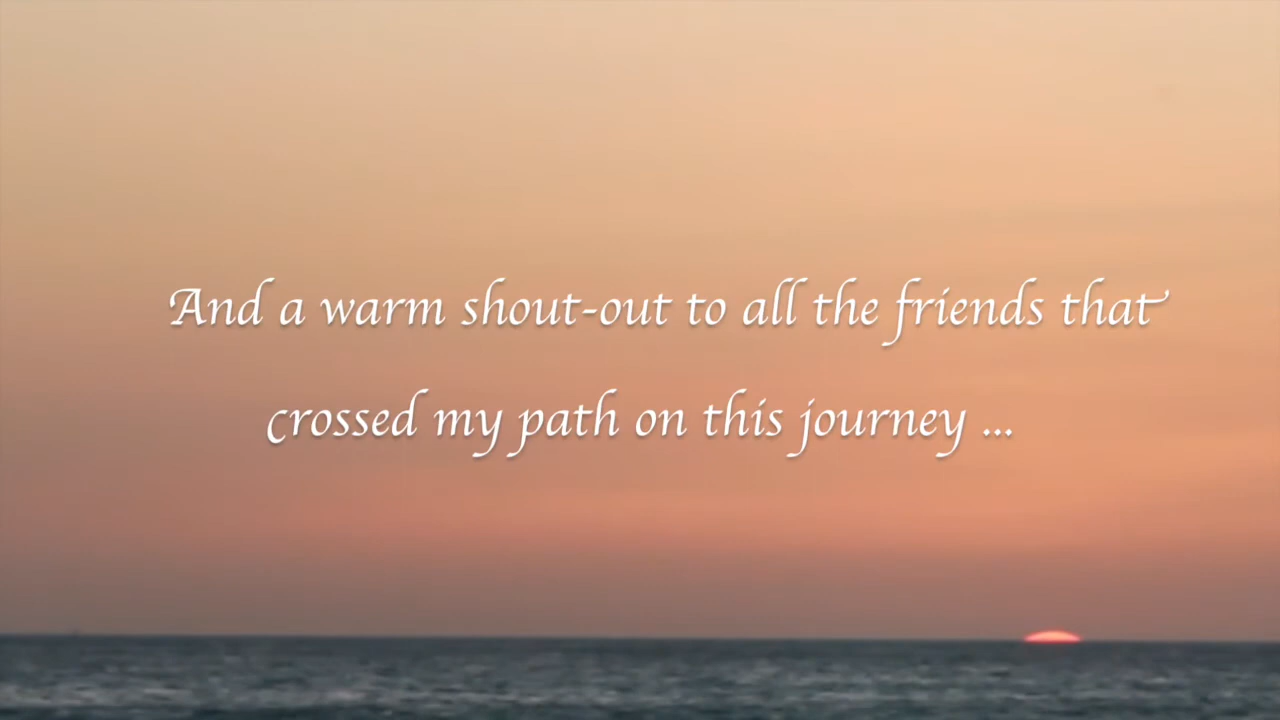 And a warm shout-out to all the friends that
crossed my path on this journey ...